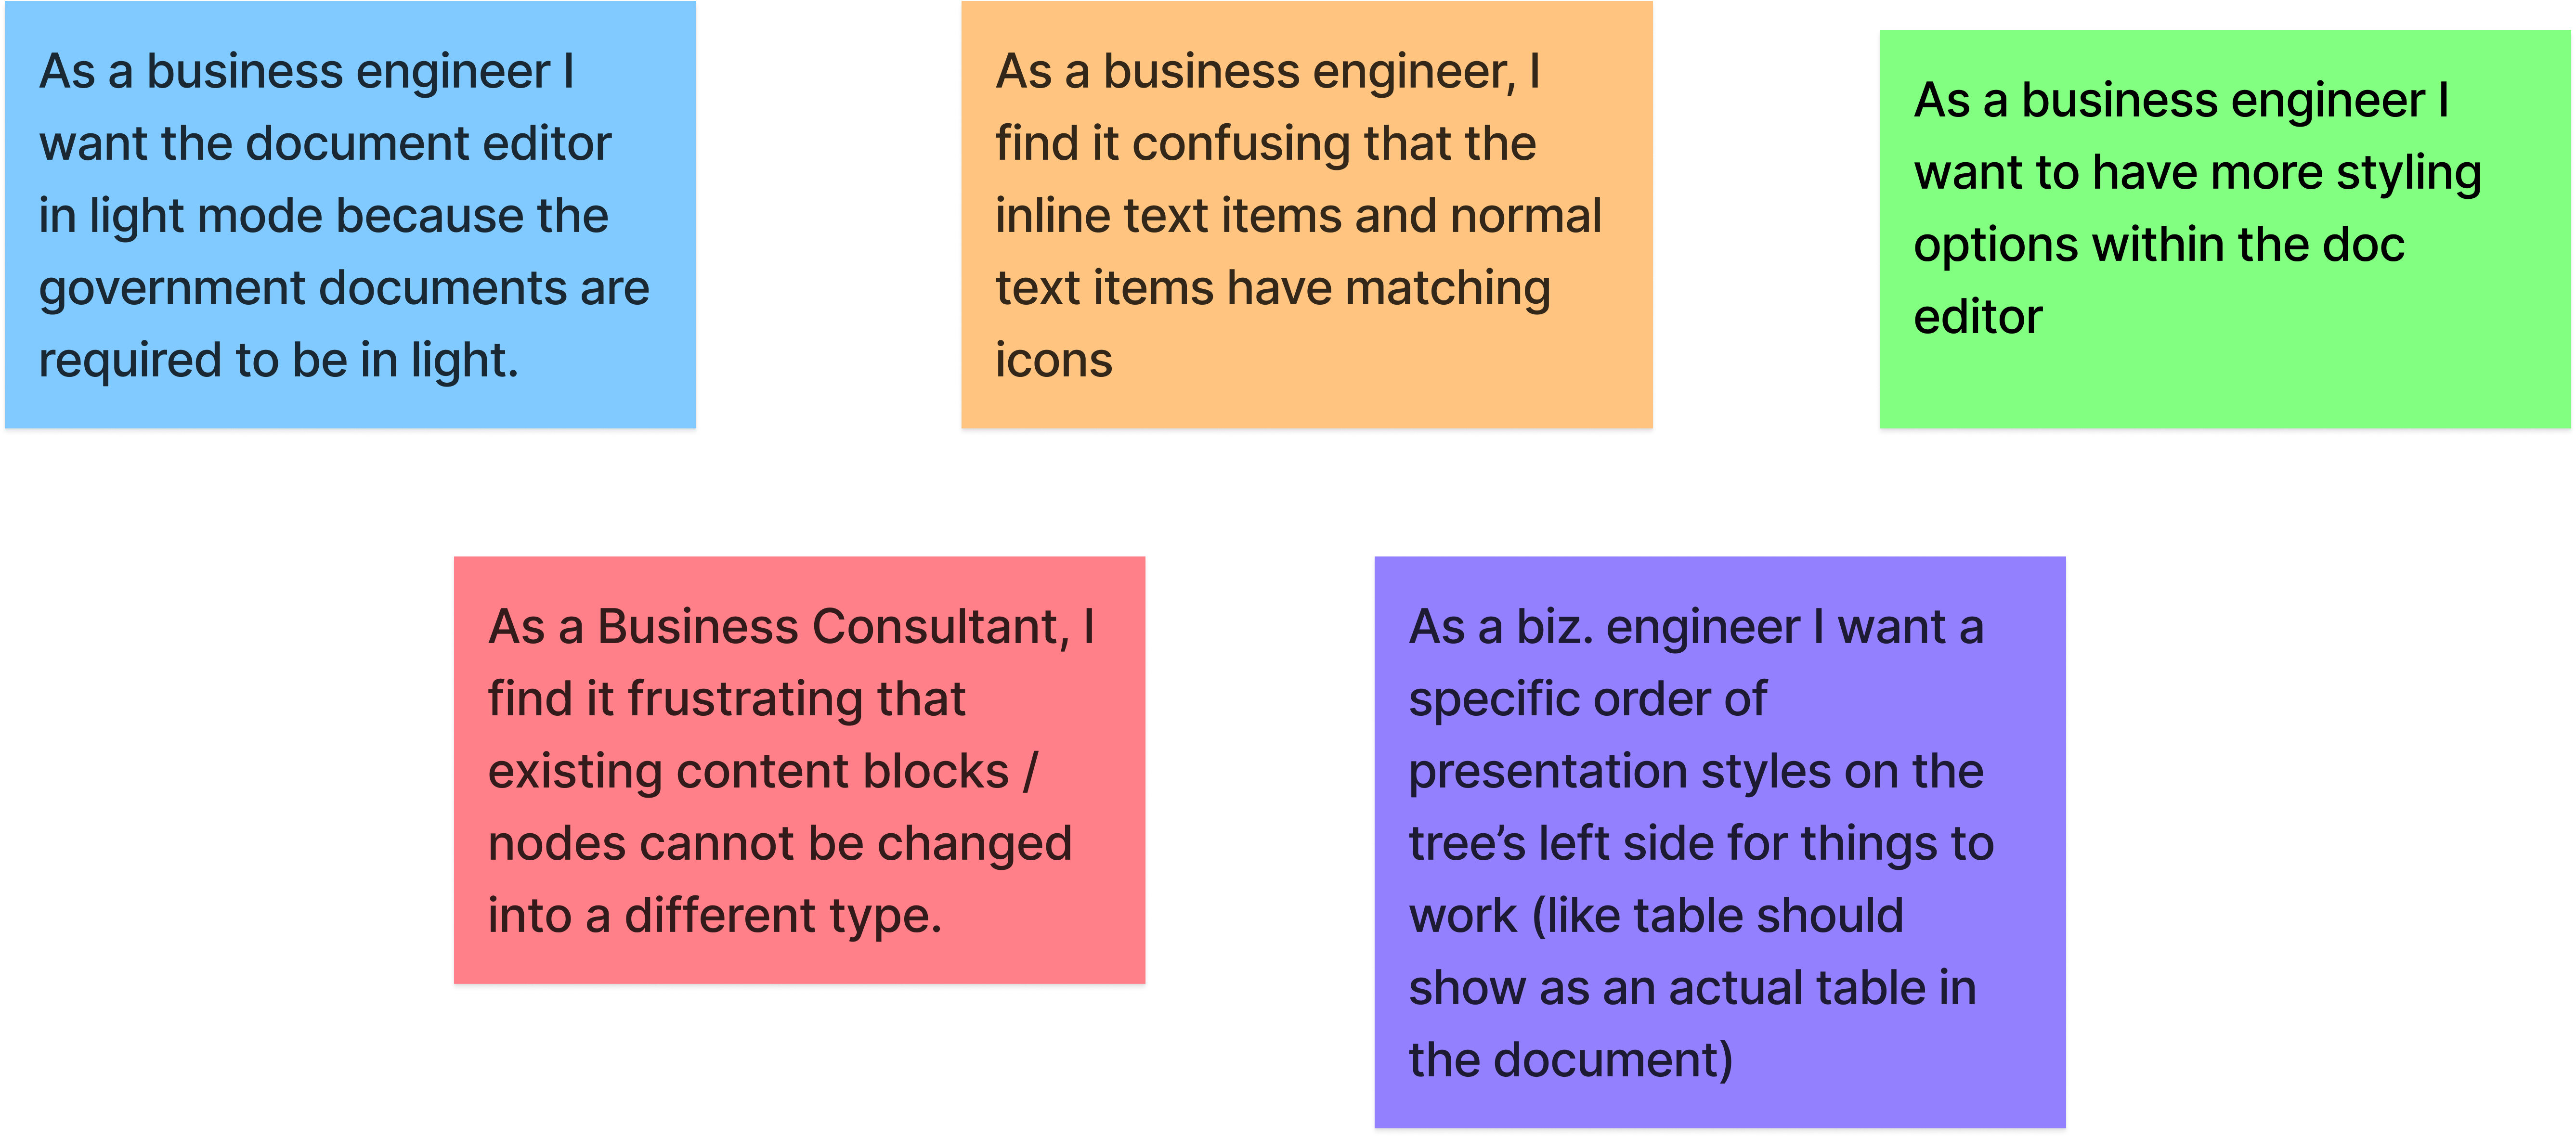 As a business engineer I
want the document editor
in light mode because the
government documents are
required to be in light.
As a business engineer, I
find it confusing that the
inline text items and normal
text items have matching
icons
As a business engineer I
want to have more styling
options within the doc
editor
As a Business Consultant, I
find it frustrating that
existing content blocks /
nodes cannot be changed
into a different type.
As a biz. engineer I want a
specific order of
presentation styles on the
tree’s left side for things to
work (like table should
show as an actual table in
the document)